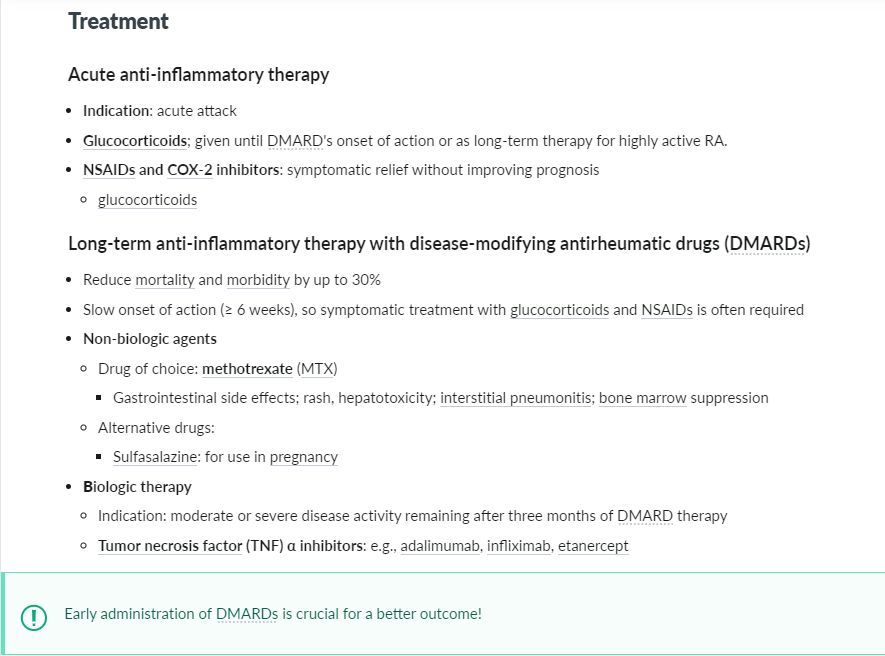 Treatment
Acute anti-inflammatory therapy
Indication: acute attack
Glucocorticoids; given until DMARD's onset of action or as long-term therapy for highly active RA.
NSAIDs and COX-2 inhibitors: symptomatic relief without improving prognosis
glucocorticoids
Long-term anti-inflammatory therapy with disease-modifying antirheumatic drugs (DMARDs)
Reduce mortality and morbidity by up to 30%
Slow onset of action (≥ 6 weeks), so symptomatic treatment with glucocorticoids and NSAIDs is often required
Non-biologic agents
Drug of choice: methotrexate (MTX)
Gastrointestinal side effects; rash, hepatotoxicity; interstitial pneumonitis; bone marrow suppression
Alternative drugs:
Sulfasalazine: for use in pregnancy
Biologic therapy
Indication: moderate or severe disease activity remaining after three months of DMARD therapy
Tumor necrosis factor (TNF) α inhibitors: e.g., adalimumab, infliximab, etanercept
Early administration of DMARDs is crucial for a better outcome!